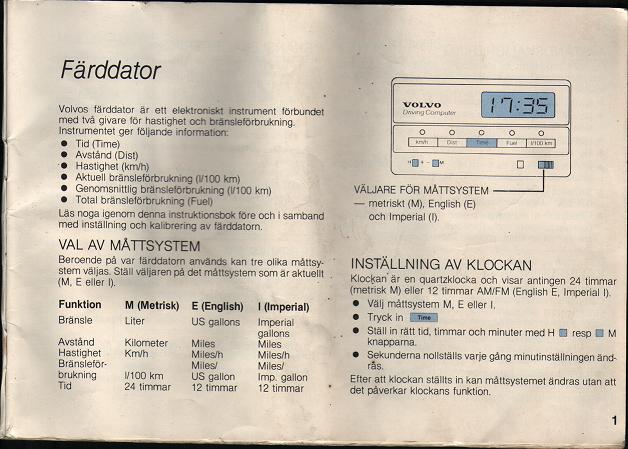 Färddator
Volvos färddator är ett elektroniskt instrument förbundet
med två givare för hastighet och bränsleförbrukning.
Instrumentet ger följande information:
● Tid (Time)
● Avstånd (Dist)
● Hastighet (km/h)
● Aktuell bränsleförbrukning (l/100 km)
● Genomsnittlig bränsleförbrukning (l/100 km)
● Total bränsleförbrukning (Fuel)
Läs noga igenom denna instruktionsbok före och i samband
med inställning och kalibrering av färddatorn.
VAL AV MÅTTSYSTEM
Beroende på var färddatorn används kan tre olika måttsy-
stem väljas. Ställ väljaren på det måttsystem som är aktuellt
(M, E eller I).
Funktion M (Metrisk) E (English) I (Imperial)
Bränsle Liter US gallons Imperial
gallons
Avstånd Kilometer Miles Miles
Hastighet Km/h Miles/h Miles/h
Bränsleför- Miles/ Miles/
brukning l/100 km US gallon Imp. gallon
Tid 24 timmar 12 timmar 12 timmar
VOLVO
Driving Computer
17:35
km/h Dist Time Fuel l/100 km
H + - M
VÄLJARE FÖR MÅTTSYSTEM
— metriskt (M), English (E)
och Imperial (I).
INSTÄLLNING AV KLOCKAN
Klockan är en quartzklocka och visar antingen 24 timmar
(metrisk M) eller 12 timmar AM/FM (English E, Imperial I).
● Välj måttsystem M, E eller I.
● Tryck in Time
● Ställ in rätt tid, timmar och minuter med H resp M
knapparna.
● Sekunderna nollställs varje gång minutinställningen änd-
ras.
Efter att klockan ställts in kan måttsystemet ändras utan att
det påverkar klockans funktion.
1